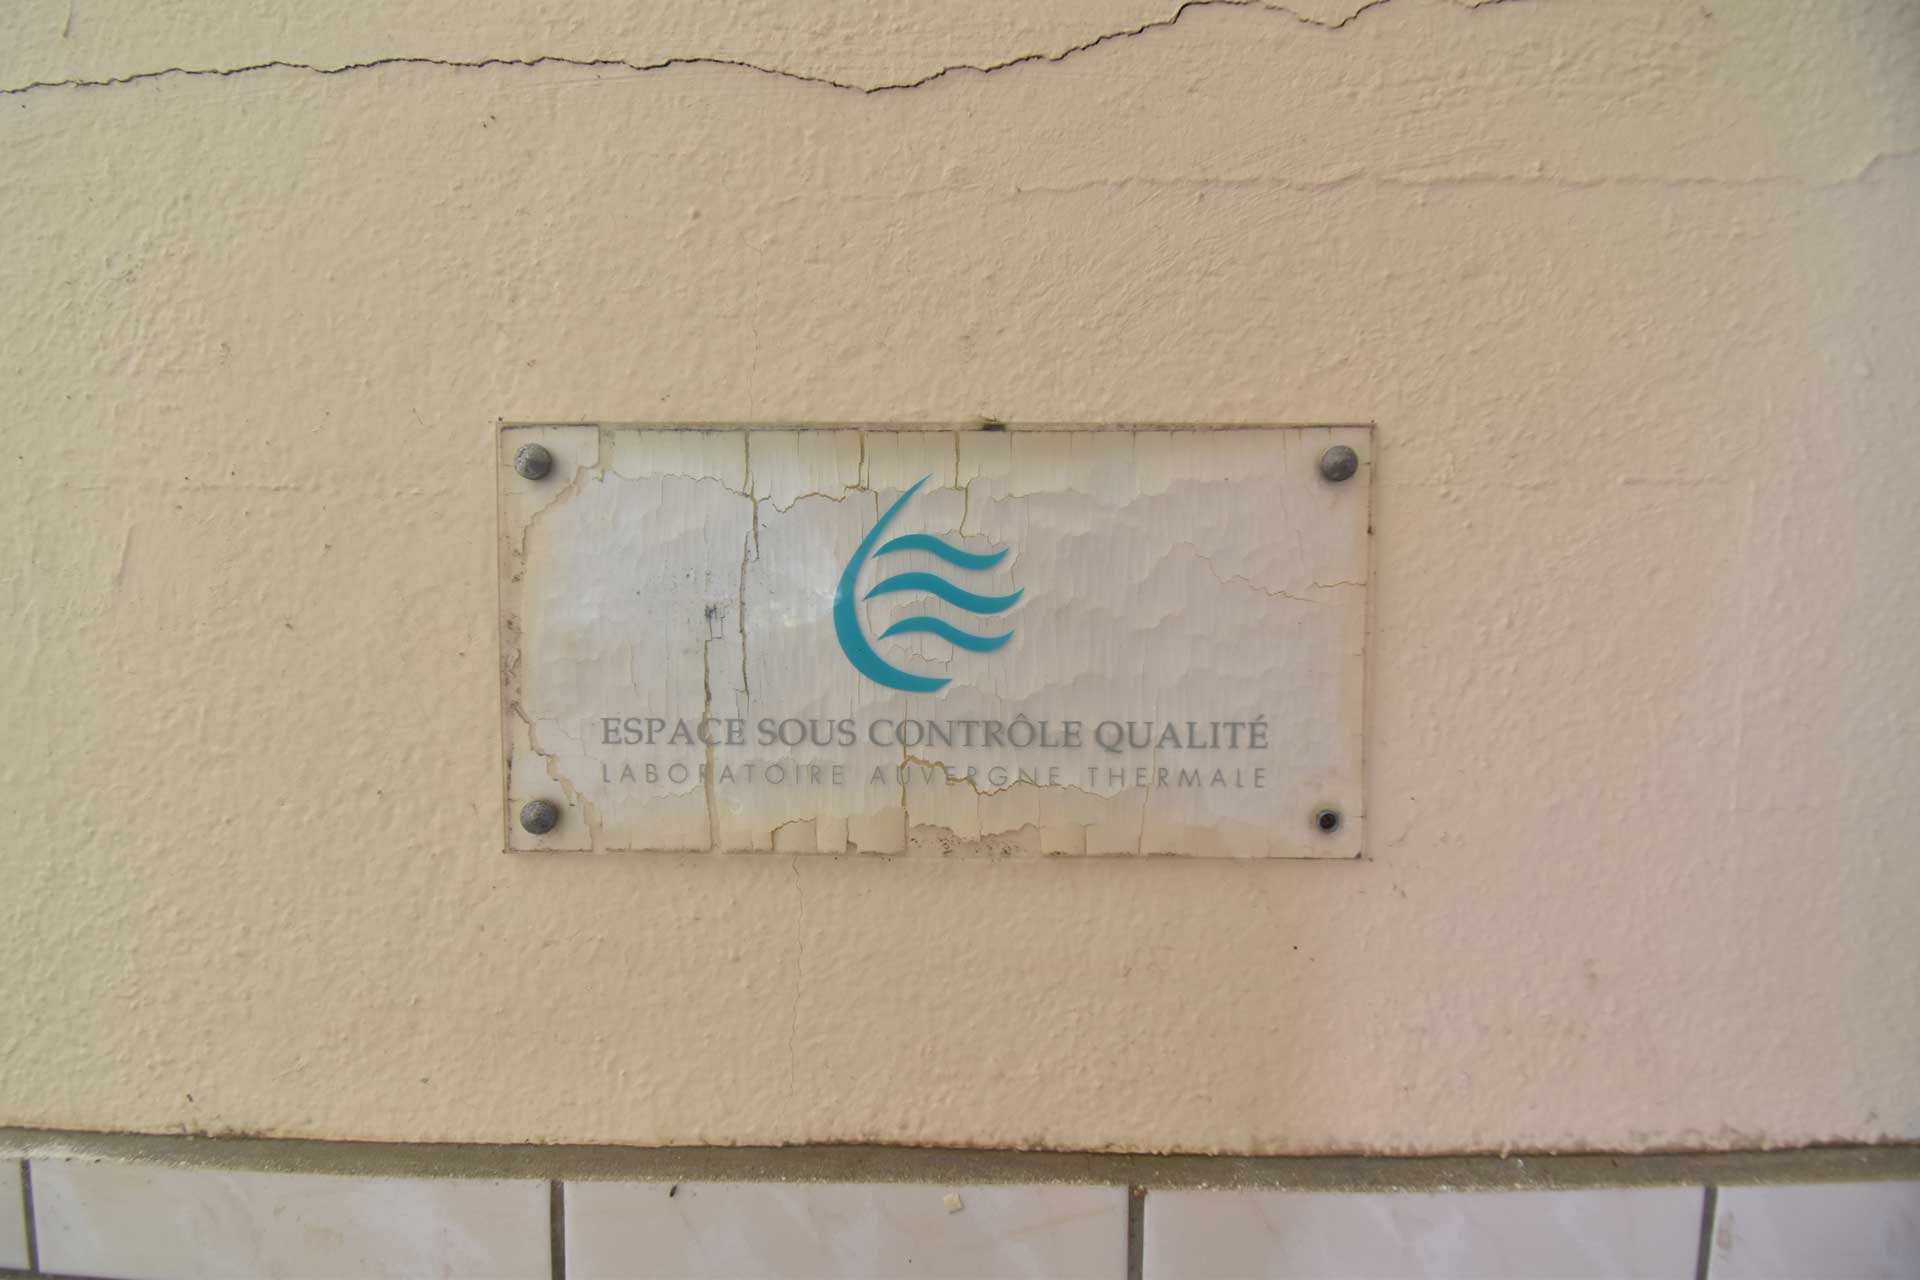 ESPACE SOUS CONTRÔLE QUALITÉ
LABORATOIRE AUVERGNE THERMALE